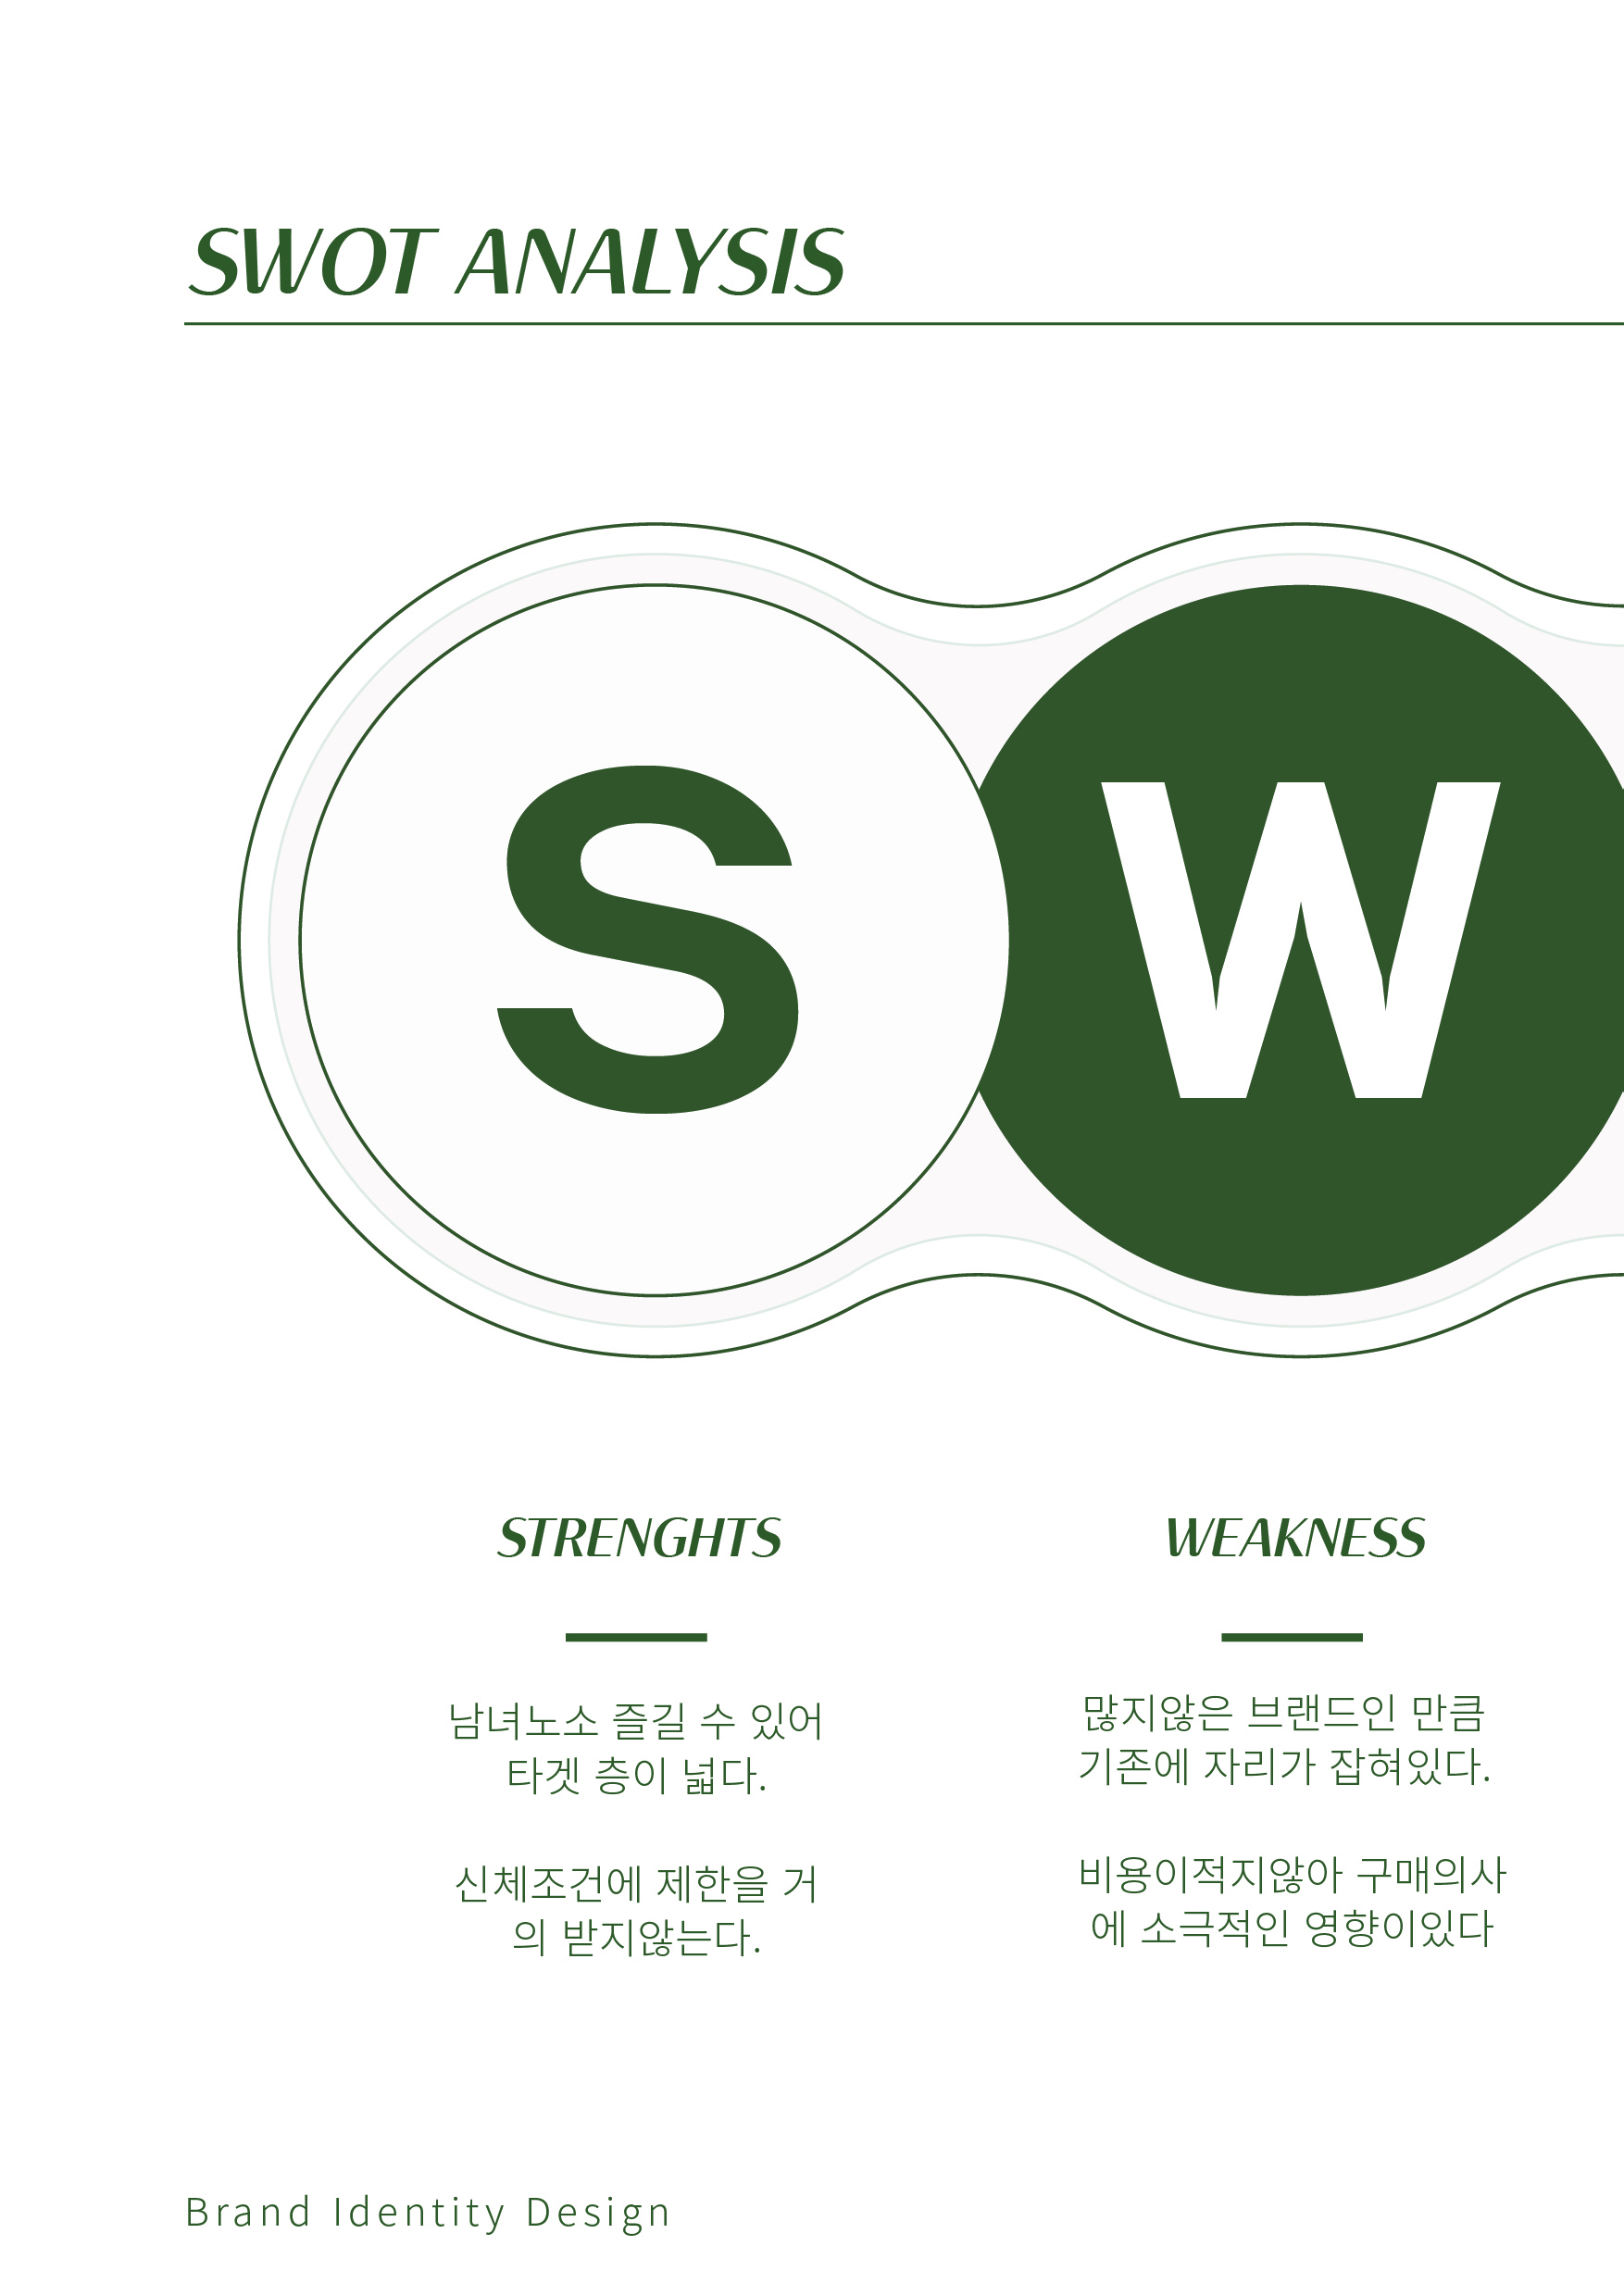 SWOT ANALYSIS
S
W
STRENGHTS
WEAKNESS
남녀노소 즐길 수 있어
타겟 층이 넓다.
신체조건에 제한을 거
의 받지않는다.
많지않은 브랜드인 만큼
기존에 자리가 잡혀있다.
비용이적지않아 구매의사
에 소극적인 영향이있다
Brand Identity Design